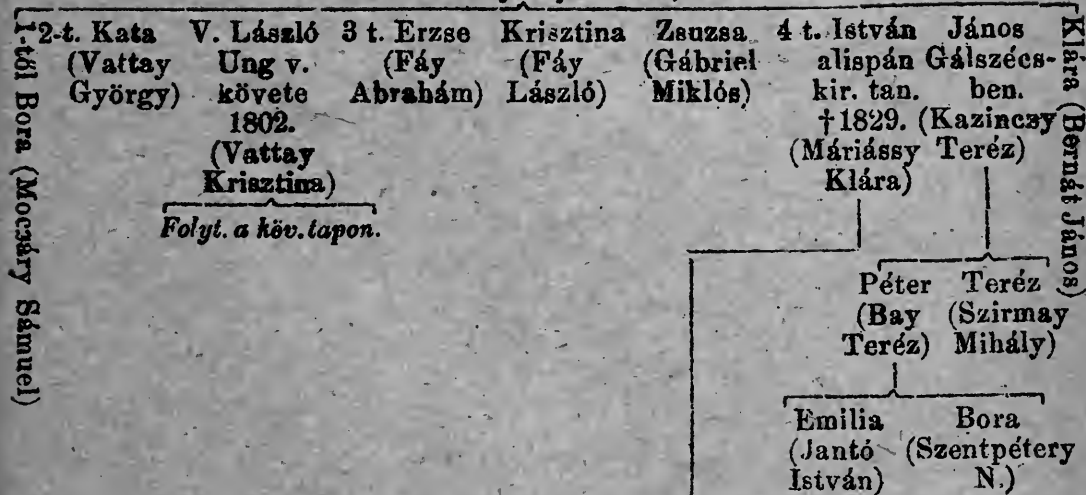 1-től Bora (Moczáry Sámuel)
2-t. Kata V. László 3 t. Erzse Krisztina Zsuzsa 4 t. István János
(Vattay Ung v. (Fáy (Fáy (Gábriel alispán Gálszécs-
György) követe Abrahám) László) Miklós) kir. tan. ben.
1802. †1829. (Kazinczy
(Vattay (Máriássy Teréz)
Krisztina) Klára)
Klára (Bernát János)
Folyt. a köv. lapon.
Péter Teréz
(Bay (Szirmay
Teréz) Mihály)
Emilia Bora
(Jantó (Szentpétery
István) N.)